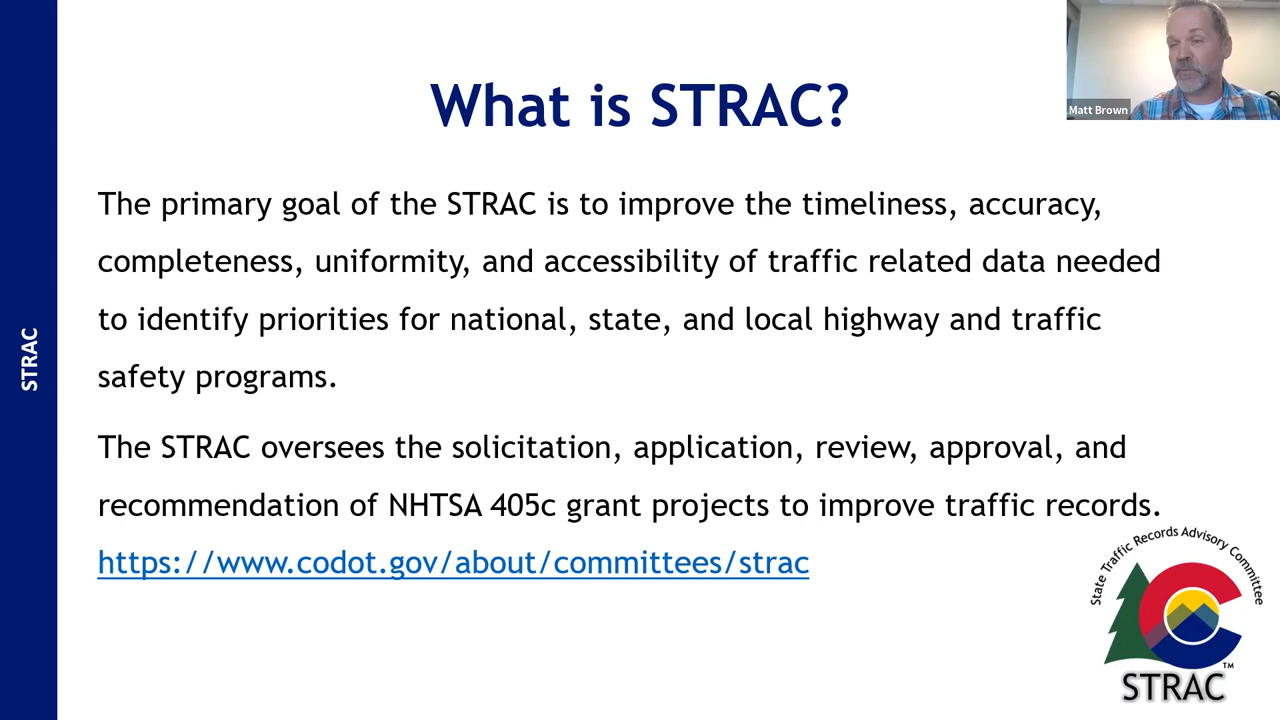 What is STRAC?
Matt Brown
The primary goal of the STRAC is to improve the timeliness, accuracy,
completeness, uniformity, and accessibility of traffic related data needed
to identify priorities for national, state, and local highway and traffic
safety programs.
STRAC
The STRAC oversees the solicitation, application, review, approval, and
recommendation of NHTSA 405c grant projects to improve traffic records.
https://www.codot.gov/about/committees/strac
State Traffic Records Advisory Committee
TM
STRAC